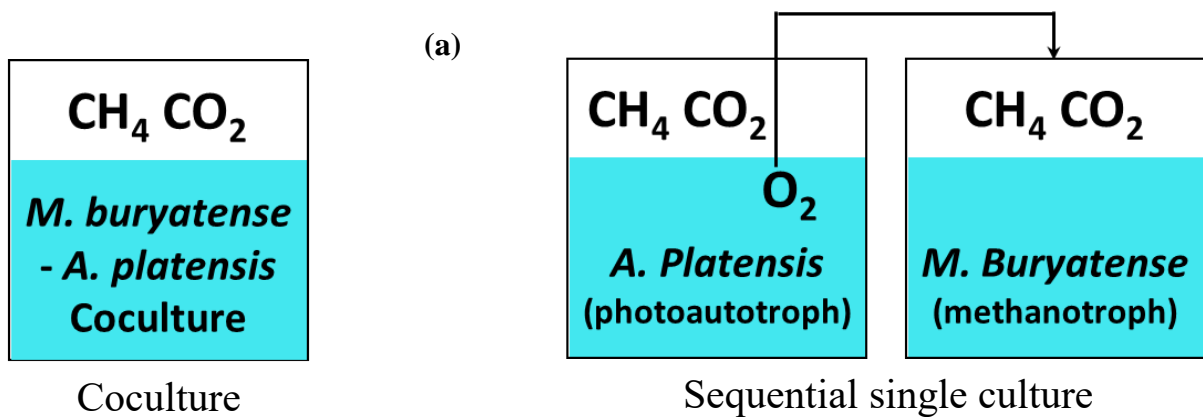 (a)
CH₄ CO₂
M. buryatense
- A. platensis
Coculture
Coculture
CH₄ CO₂
O₂
A. Platensis
(photoautotroph)
CH₄ CO₂
M. Buryatense
(methanotroph)
Sequential single culture